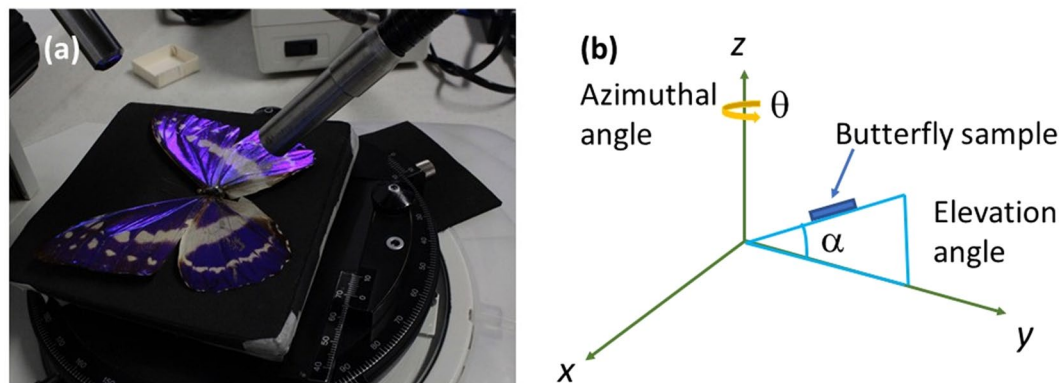 (a)
(b)
z
Azimuthal
angle
θ
Butterfly sample
Elevation
angle
α
y
x